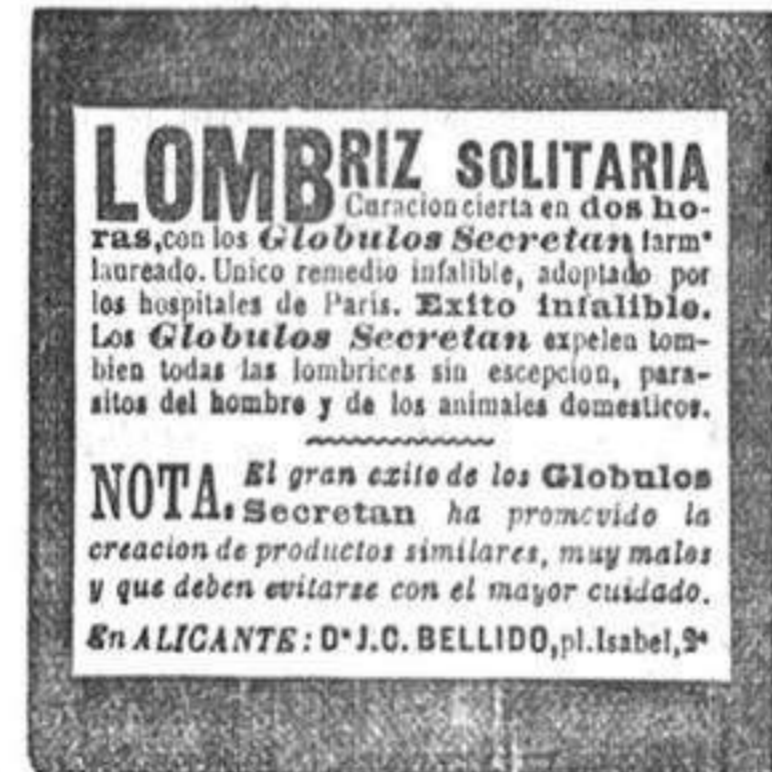 LOMBRIZ SOLITARIA
Curacion cierta en dos ho-
ras, con los Globulos Secretan farmª
laureado. Unico remedio infalible, adoptado por
los hospitales de Paris. Exito infalible.
Los Globulos Secretan expelen tom-
bien todas las lombrices sin escepcion, para-
sitos del hombre y de los animales domesticos.
NOTA. El gran exito de los Globulos
Secretan ha promovido la
creacion de productos similares, muy malos
y que deben evitarse con el mayor cuidado.
En ALICANTE: Dª J.C. BELLIDO, pl. Isabel, 2ª